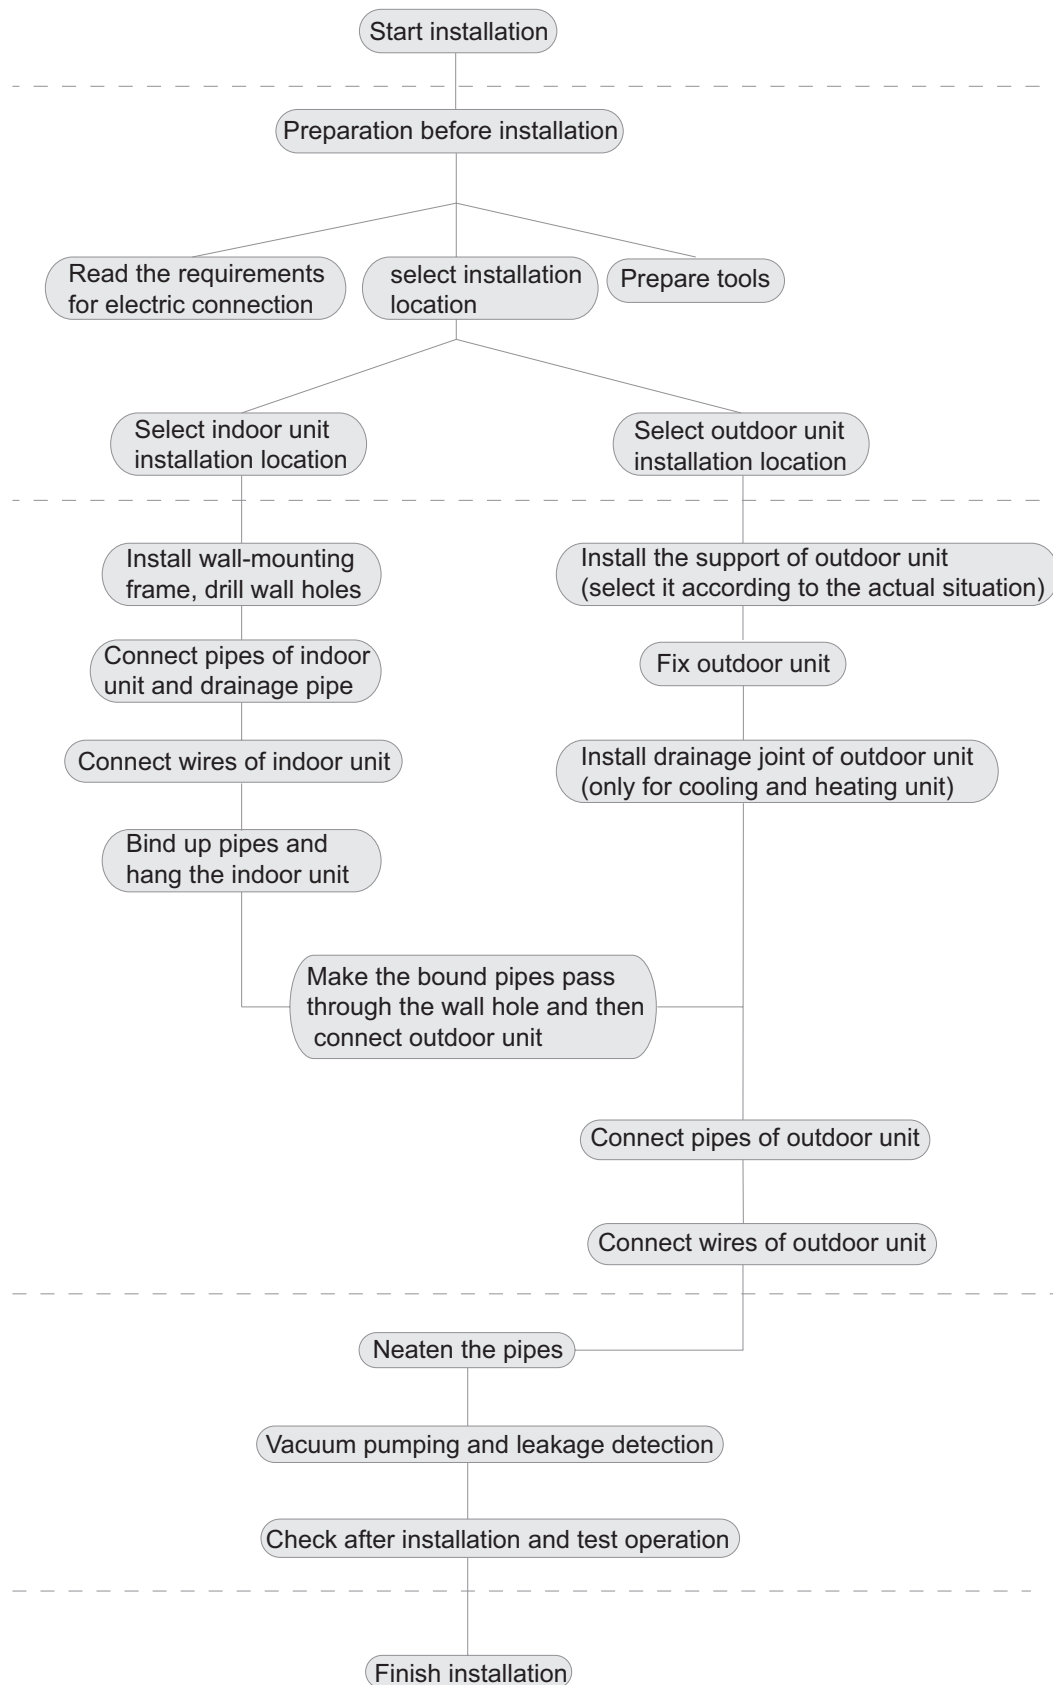 Start installation
Preparation before installation
Read the requirements
for electric connection
select installation
location
Prepare tools
Select indoor unit
installation location
Select outdoor unit
installation location
Install wall-mounting
frame, drill wall holes
Install the support of outdoor unit
(select it according to the actual situation)
Connect pipes of indoor
unit and drainage pipe
Fix outdoor unit
Connect wires of indoor unit
Install drainage joint of outdoor unit
(only for cooling and heating unit)
Bind up pipes and
hang the indoor unit
Make the bound pipes pass
through the wall hole and then
connect outdoor unit
Connect pipes of outdoor unit
Connect wires of outdoor unit
Neaten the pipes
Vacuum pumping and leakage detection
Check after installation and test operation
Finish installation